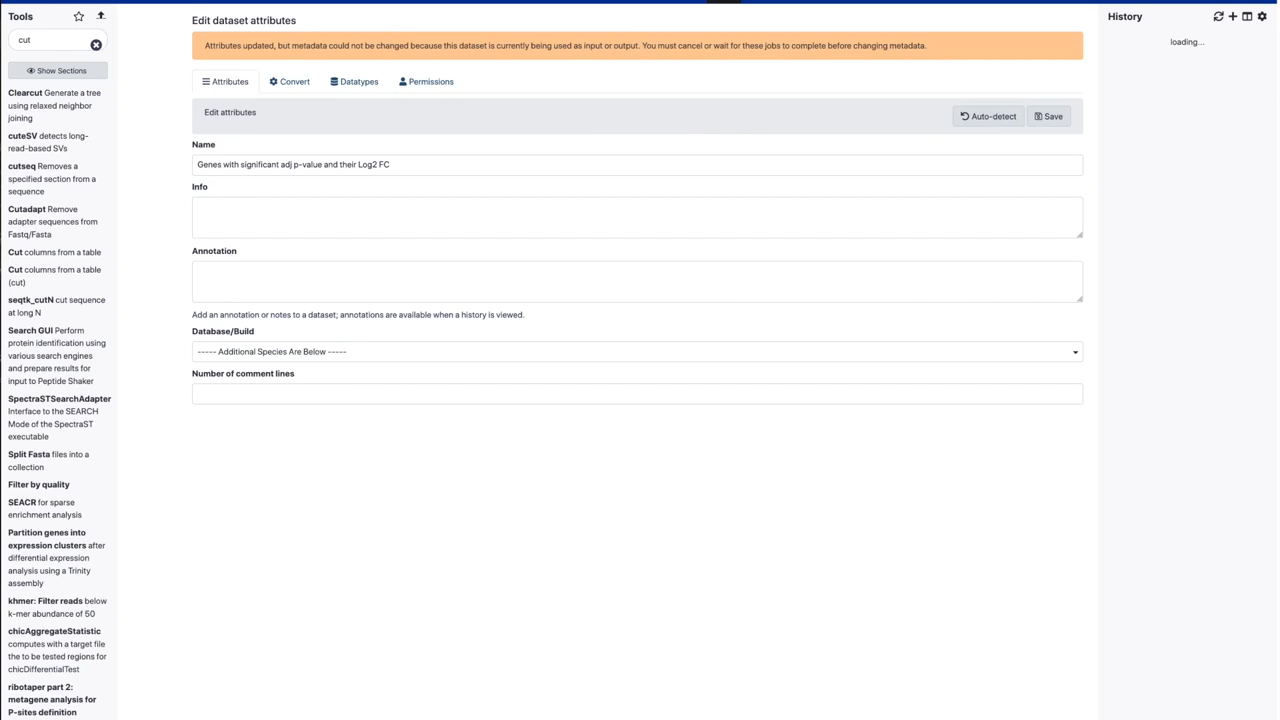 Tools
cut
Show Sections
Clearcut Generate a tree
using relaxed neighbor
joining
cuteSV detects long-
read-based SVs
cutseq Removes a
specified section from a
sequence
Cutadapt Remove
adapter sequences from
Fastq/Fasta
Cut columns from a table
Cut columns from a table
(cut)
seqtk_cutN cut sequence
at long N
Search GUI Perform
protein identification using
various search engines
and prepare results for
input to Peptide Shaker
SpectraSTSearchAdapter
Interface to the SEARCH
Mode of the SpectraST
executable
Split Fasta files into a
collection
Filter by quality
SEACR for sparse
enrichment analysis
Partition genes into
expression clusters after
differential expression
analysis using a Trinity
assembly
khmer: Filter reads below
k-mer abundance of 50
chicAggregateStatistic
computes with a target file
the to be tested regions for
chicDifferentialTest
ribotaper part 2:
metagene analysis for
P-sites definition
Edit dataset attributes
Attributes updated, but metadata could not be changed because this dataset is currently being used as input or output. You must cancel or wait for these jobs to complete before changing metadata.
Attributes Convert Datatypes Permissions
Edit attributes Auto-detect Save
Name
Genes with significant adj p-value and their Log2 FC
Info
Annotation
Add an annotation or notes to a dataset; annotations are available when a history is viewed.
Database/Build
----- Additional Species Are Below -----
Number of comment lines
History
loading...